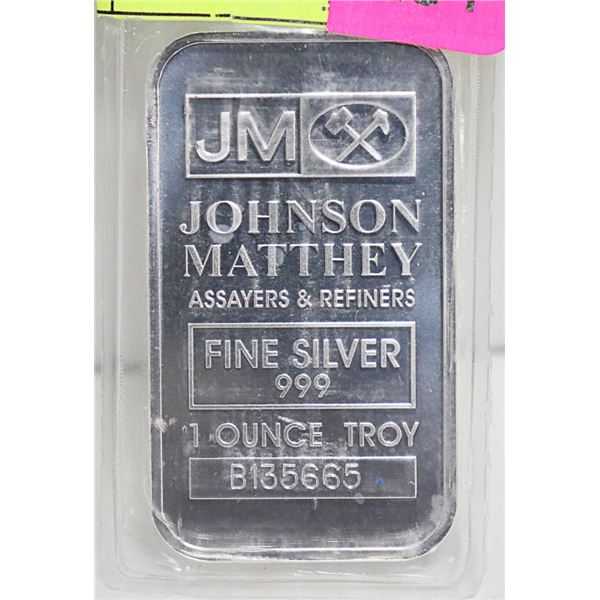 JM
JOHNSON
MATTHEY
ASSAYERS & REFINERS
FINE SILVER
999
1 OUNCE TROY
B135665